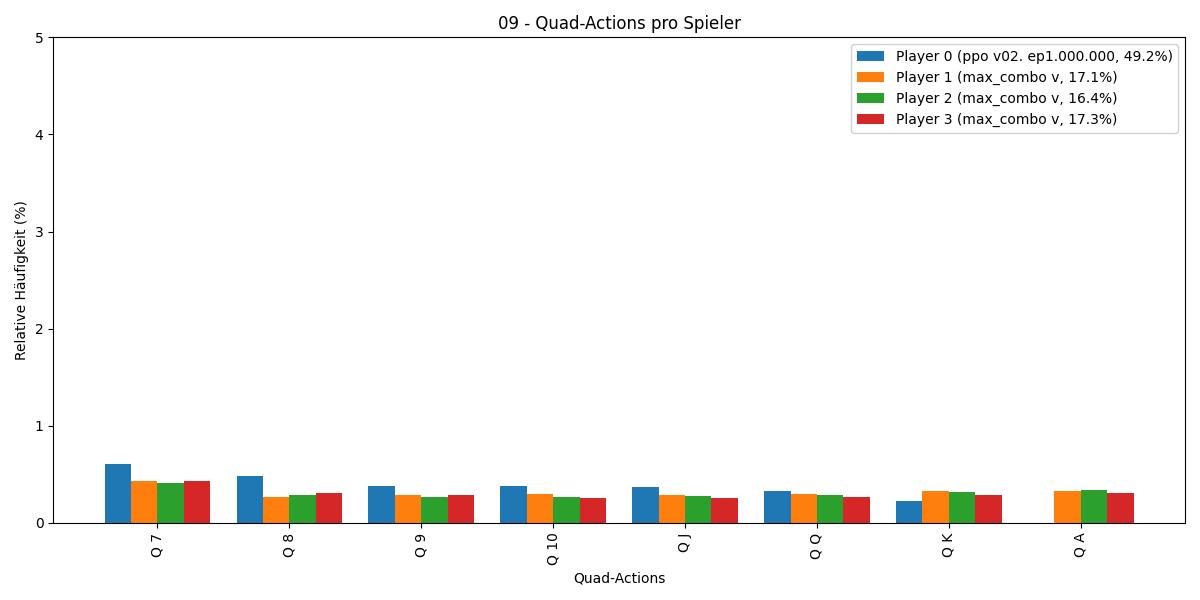 09 - Quad-Actions pro Spieler
Relative Häufigkeit (%)
5
4
3
2
1
0
Player 0 (ppo v02. ep1.000.000, 49.2%)
Player 1 (max_combo v, 17.1%)
Player 2 (max_combo v, 16.4%)
Player 3 (max_combo v, 17.3%)
Q 7
Q 8
Q 9
Q 10
Q J
Q Q
Q K
Q A
Quad-Actions